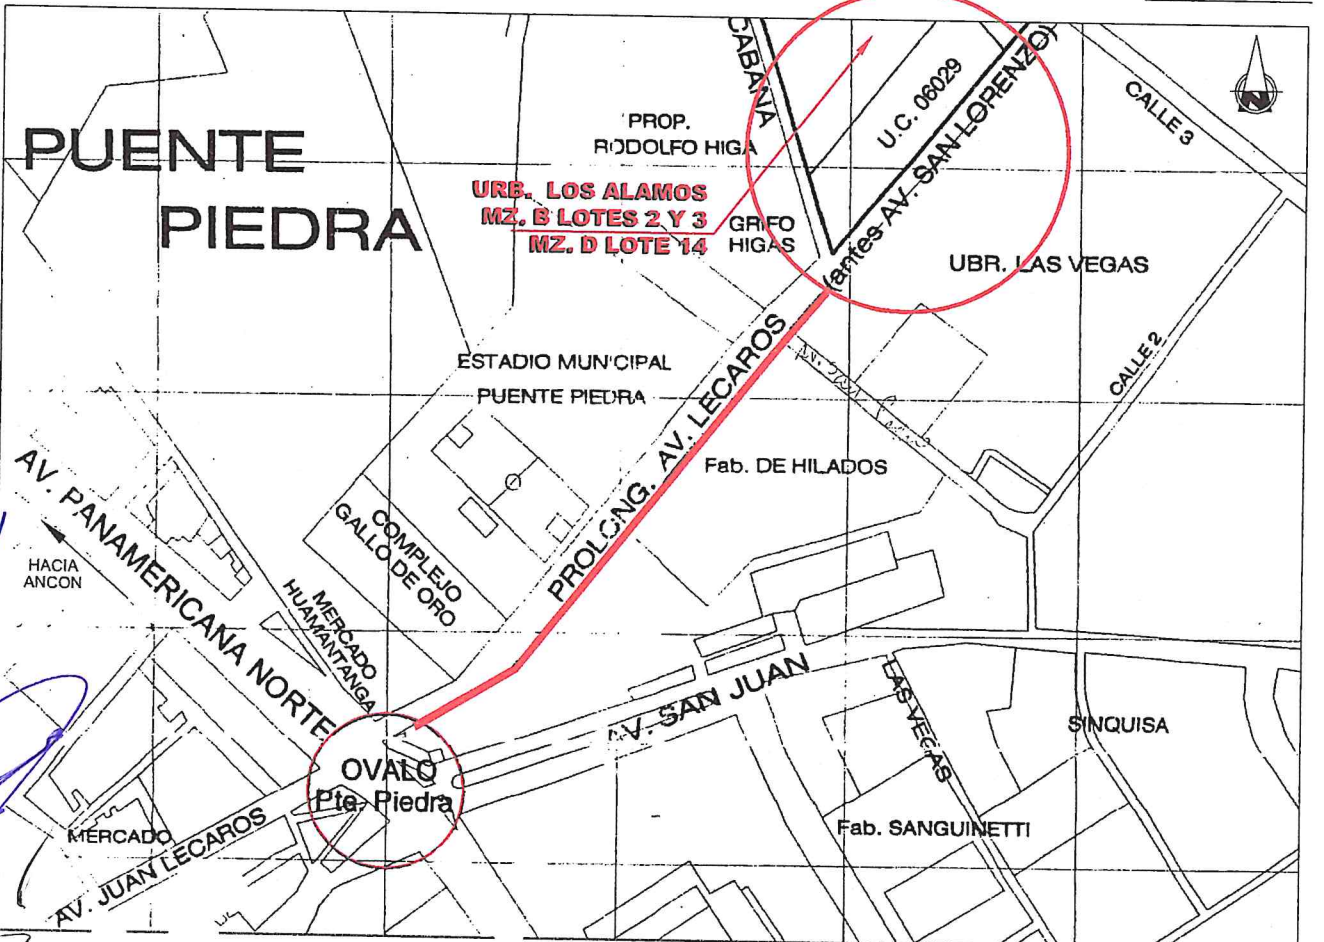 PUENTE
PIEDRA
CABANA
PROP.
RODOLFO HIGA
URB. LOS ALAMOS
MZ. B LOTES 2 Y 3
MZ. D LOTE 14
GRIFO
HIGAS
U.C. 06029
(antes AV. SAN LORENZO)
CALLE 3
N
UBR. LAS VEGAS
CALLE 2
ESTADIO MUNICIPAL
PUENTE PIEDRA
PROLONG. AV. LECAROS
Fab. DE HILADOS
AV. PANAMERICANA NORTE
HACIA
ANCON
COMPLEJO
GALLO DE ORO
MERCADO
HUAMANTANGA
OVALO
Pte. Piedra
AV. SAN JUAN
LAS VEGAS
SINQUISA
Fab. SANGUINETTI
MERCADO
AV. JUAN LECAROS